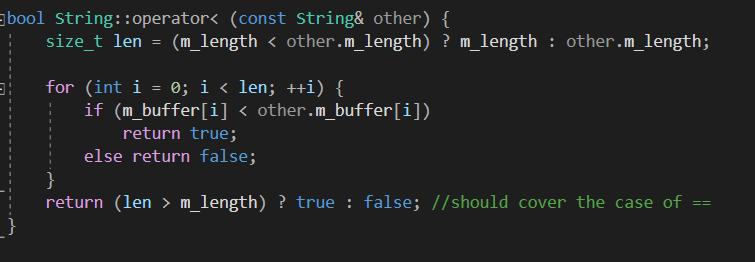 bool String::operator< (const String& other) {
    size_t len = (m_length < other.m_length) ? m_length : other.m_length;
    for (int i = 0; i < len; ++i) {
        if (m_buffer[i] < other.m_buffer[i])
            return true;
        else return false;
    }
    return (len > m_length) ? true : false; //should cover the case of ==
}